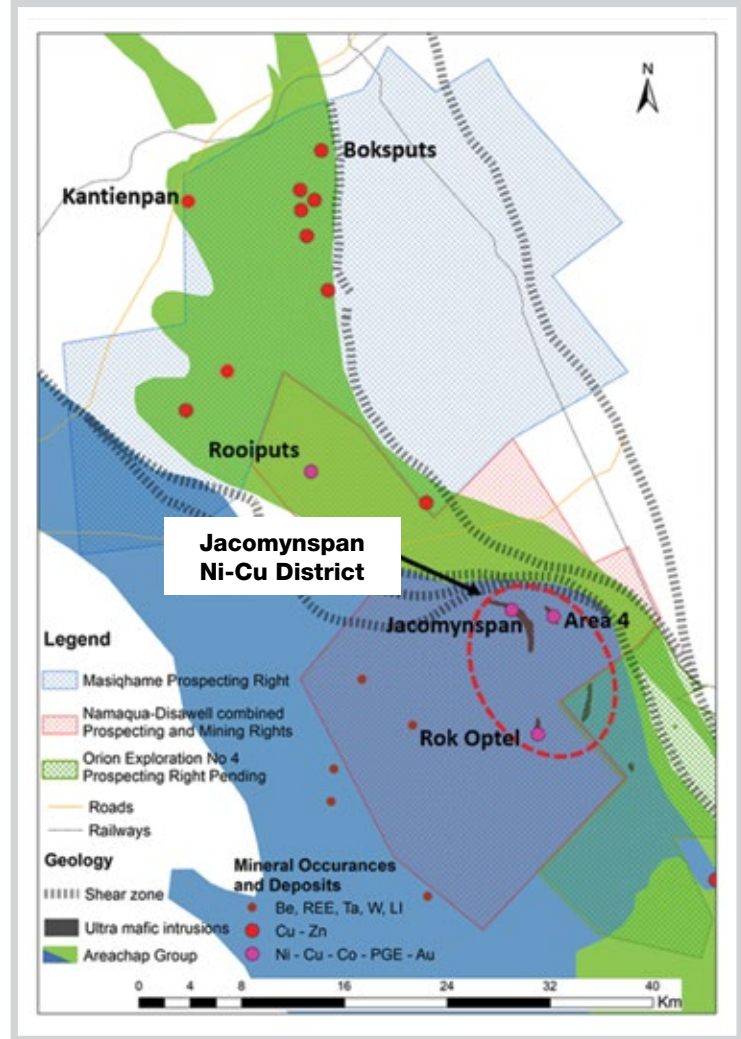 N
Boksputs
Kantienpan
Rooiputs
Jacomynspan
Ni-Cu District
Jacomynspan
Area 4
Rok Optel
Legend
Masiqhame Prospecting Right
Namaqua-Disawell combined
Prospecting and Mining Rights
Orion Exploration No 4
Prospecting Right Pending
Roads
Railways
Geology
Shear zone
Ultra mafic intrusions
Areachap Group
Mineral Occurances
and Deposits
Be, REE, Ta, W, LI
Cu - Zn
Ni - Cu - Co - PGE - Au
0 4 8 16 24 32 40
Km